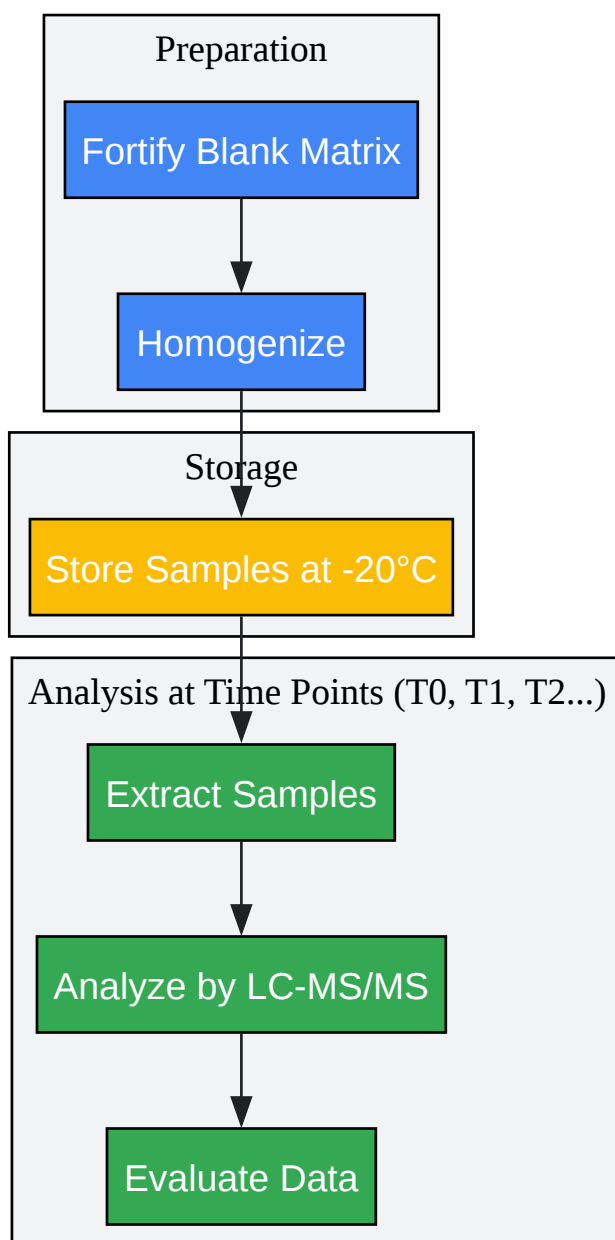 Preparation
Fortify Blank Matrix
Homogenize
Storage
Store Samples at -20°C
Analysis at Time Points (T0, T1, T2...)
Extract Samples
Analyze by LC-MS/MS
Evaluate Data